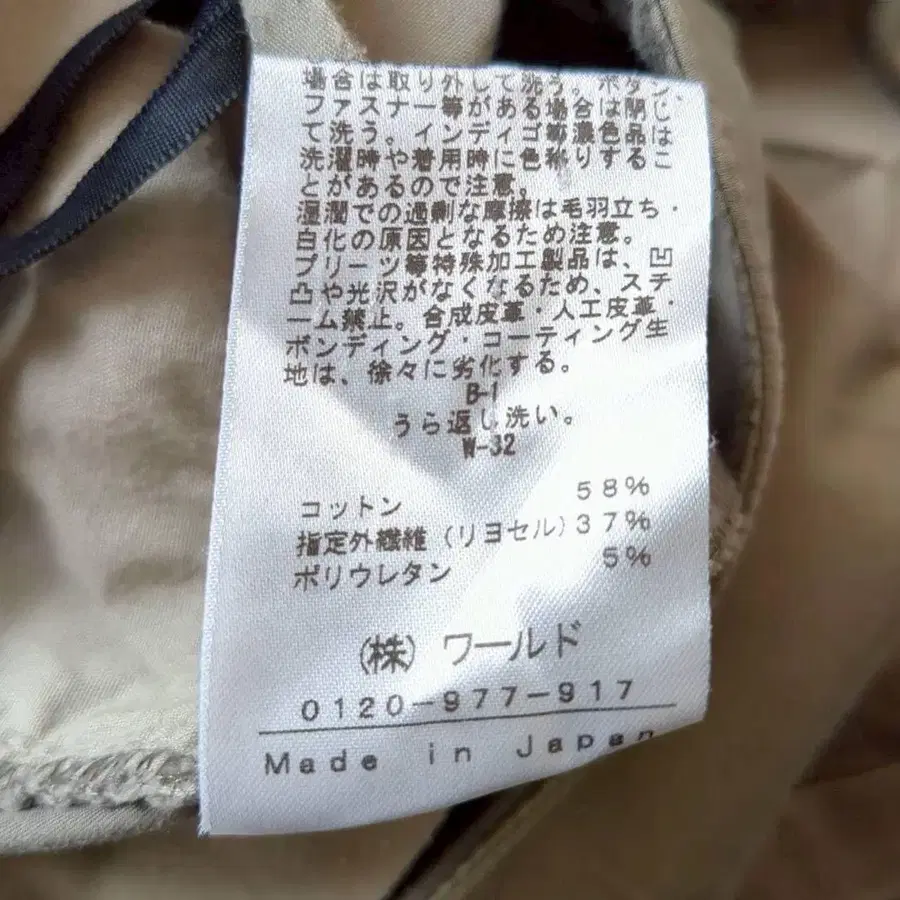 場合は取り外して洗う。ボタン、
ファスナー等がある場合は閉じ
て洗う。インディゴ等濃色品は
洗濯時や着用時に色移りするこ
とがあるので注意。
湿潤での過剰な摩擦は毛羽立ち・
白化の原因となるため注意。
プリーツ等特殊加工製品は、凹
凸や光沢がなくなるため、スチ
ーム禁止。合成皮革・人工皮革・
ボンディング・コーティング生
地は、徐々に劣化する。
B-1
うら返し洗い。
W-32
コットン 58%
指定外繊維(リヨセル)37%
ポリウレタン 5%
(株)ワールド
0120-977-917
Made in Japan